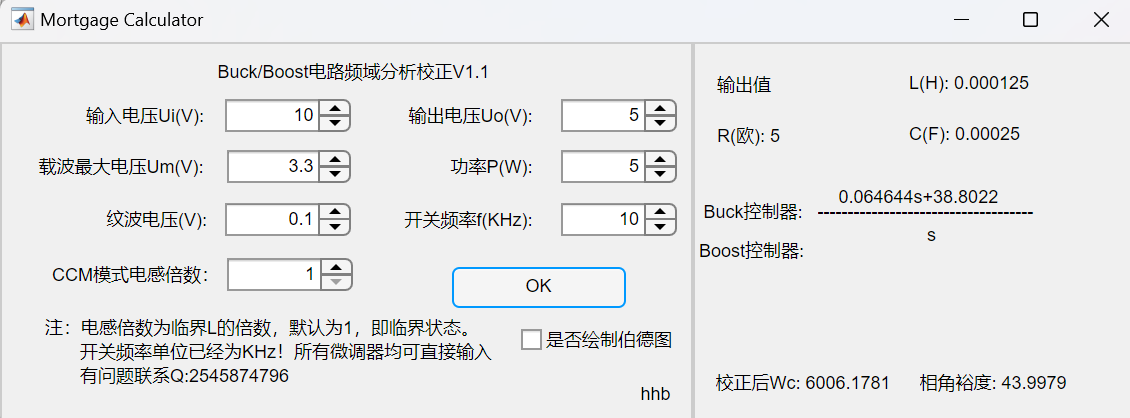 Mortgage Calculator
Buck/Boost电路频域分析校正V1.1
输入电压Ui(V): 10 输出电压Uo(V): 5
载波最大电压Um(V): 3.3 功率P(W): 5
纹波电压(V): 0.1 开关频率f(KHz): 10
CCM模式电感倍数: 1
OK
注：电感倍数为临界L的倍数，默认为1，即临界状态。
开关频率单位已经为KHz！所有微调器均可直接输入
有问题联系Q:2545874796
是否绘制伯德图
hhb
输出值 L(H): 0.000125
R(欧): 5 C(F): 0.00025
0.064644s+38.8022
Buck控制器: ------------------------------------
s
Boost控制器:
校正后Wc: 6006.1781 相角裕度: 43.9979